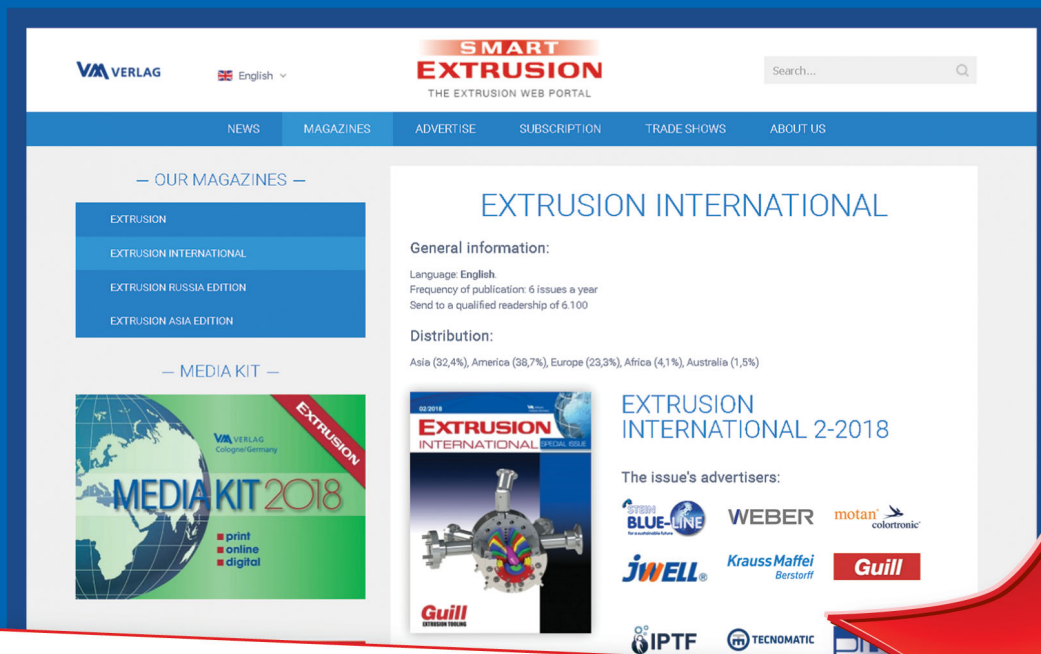 VM VERLAG
English
SMART
EXTRUSION
THE EXTRUSION WEB PORTAL
Search...
NEWS MAGAZINES ADVERTISE SUBSCRIPTION TRADE SHOWS ABOUT US
— OUR MAGAZINES —
EXTRUSION
EXTRUSION INTERNATIONAL
EXTRUSION RUSSIA EDITION
EXTRUSION ASIA EDITION
— MEDIA KIT —
EXTRUSION
VM VERLAG
Cologne/Germany
MEDIA KIT 2018
print
online
digital
EXTRUSION INTERNATIONAL
General information:
Language: English.
Frequency of publication: 6 issues a year
Send to a qualified readership of 6.100
Distribution:
Asia (32,4%), America (38,7%), Europe (23,3%), Africa (4,1%), Australia (1,5%)
02/2018
EXTRUSION
INTERNATIONAL SPECIAL ISSUE
Guill
EXTRUSION TOOLING
EXTRUSION
INTERNATIONAL 2-2018
The issue's advertisers:
STEIN
BLUE-LINE
for a sustainable future
WEBER
motan
colortronic
JWELL®
Krauss Maffei
Berstorff
Guill
IPTF
TECNOMATIC